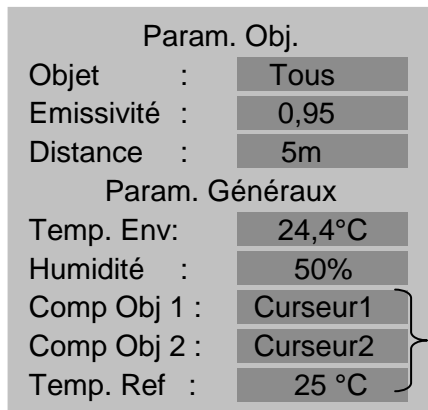 Param. Obj.
Objet : Tous
Emissivité : 0,95
Distance : 5m
Param. Généraux
Temp. Env: 24,4°C
Humidité : 50%
Comp Obj 1 : Curseur1
Comp Obj 2 : Curseur2
Temp. Ref : 25 °C